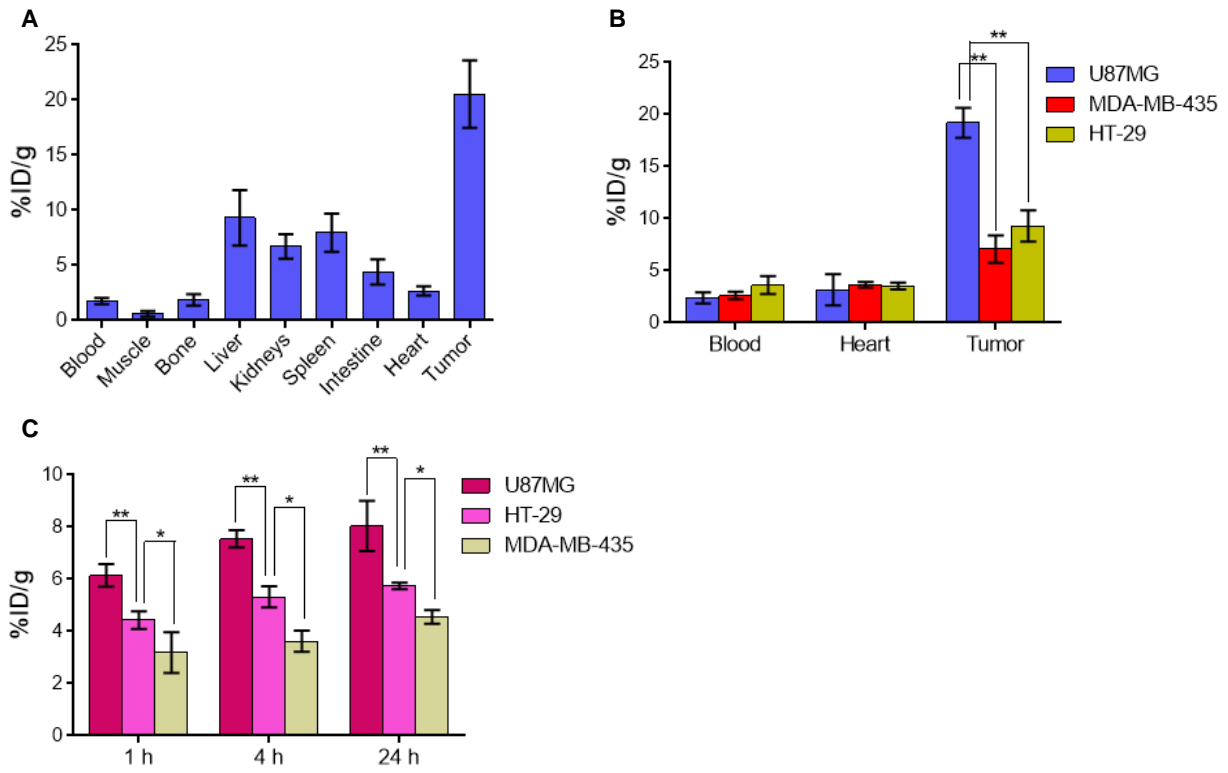 A
%ID/g
25
20
15
10
5
0
Blood
Muscle
Bone
Liver
Kidneys
Spleen
Intestine
Heart
Tumor
B
%ID/g
25
20
15
10
5
0
**
**
U87MG
MDA-MB-435
HT-29
Blood Heart Tumor
C
%ID/g
10
8
6
4
2
0
** *
** *
** *
U87MG
HT-29
MDA-MB-435
1 h 4 h 24 h